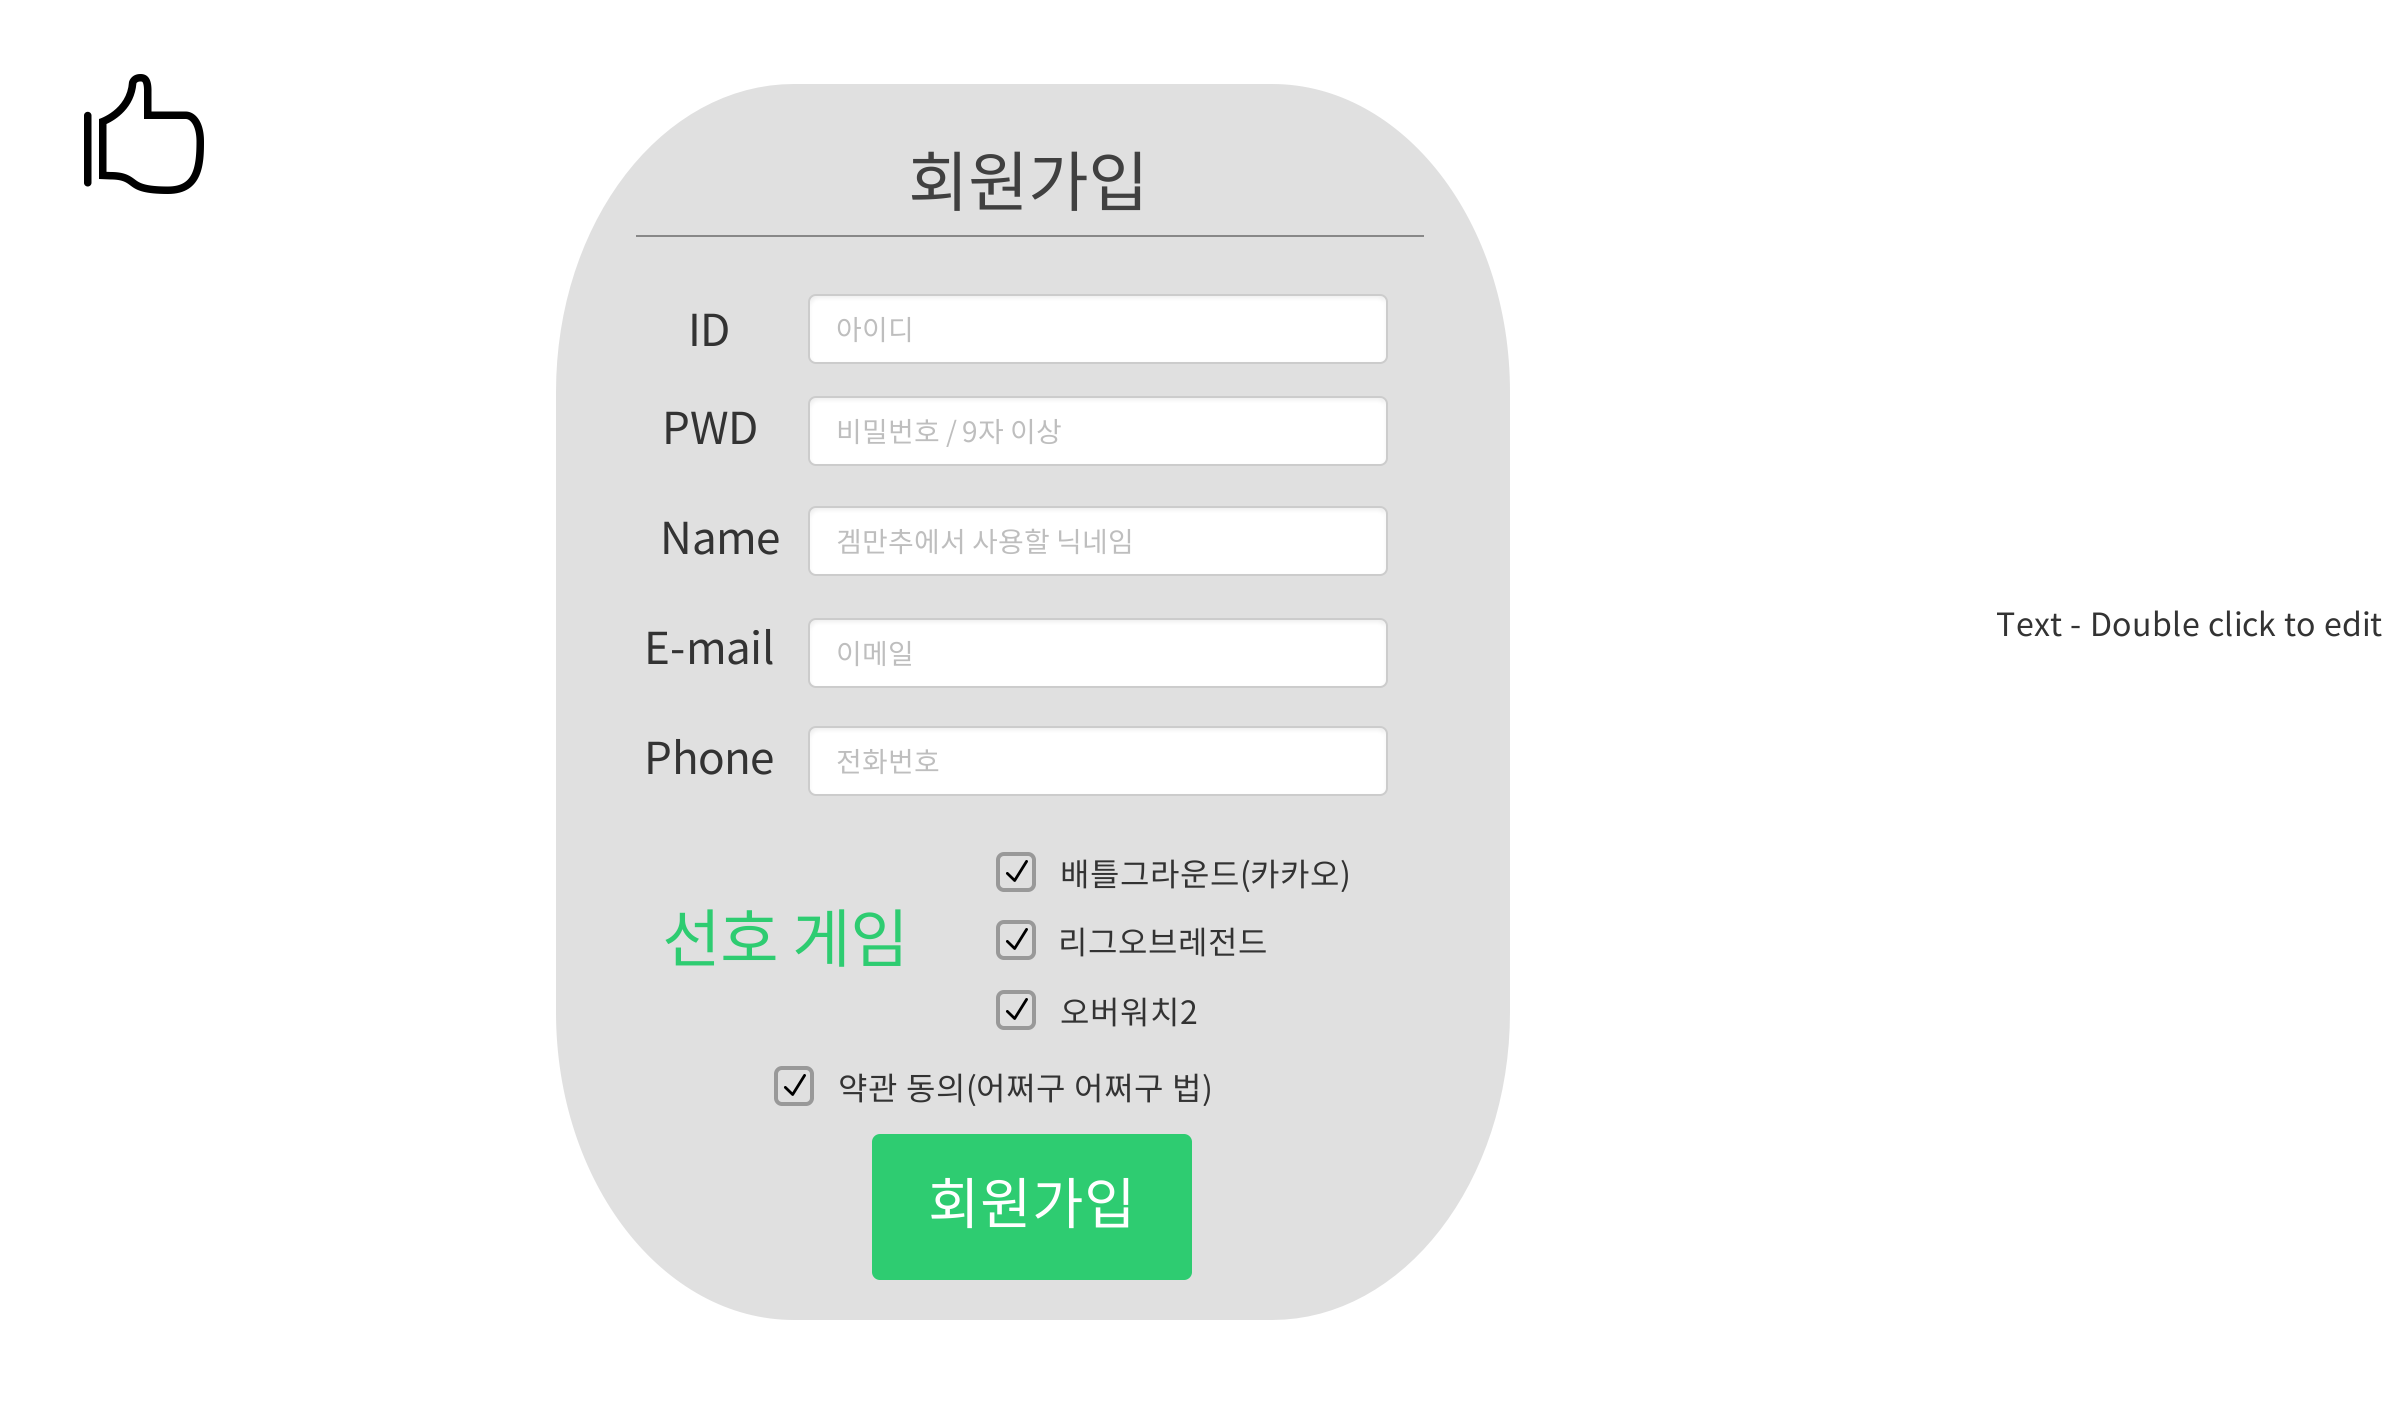 회원가입
ID
아이디
PWD
비밀번호 / 9자 이상
Name
겜만추에서 사용할 닉네임
E-mail
이메일
Phone
전화번호
선호 게임
배틀그라운드(카카오)
리그오브레전드
오버워치2
약관 동의(어쩌구 어쩌구 법)
회원가입
Text - Double click to edit